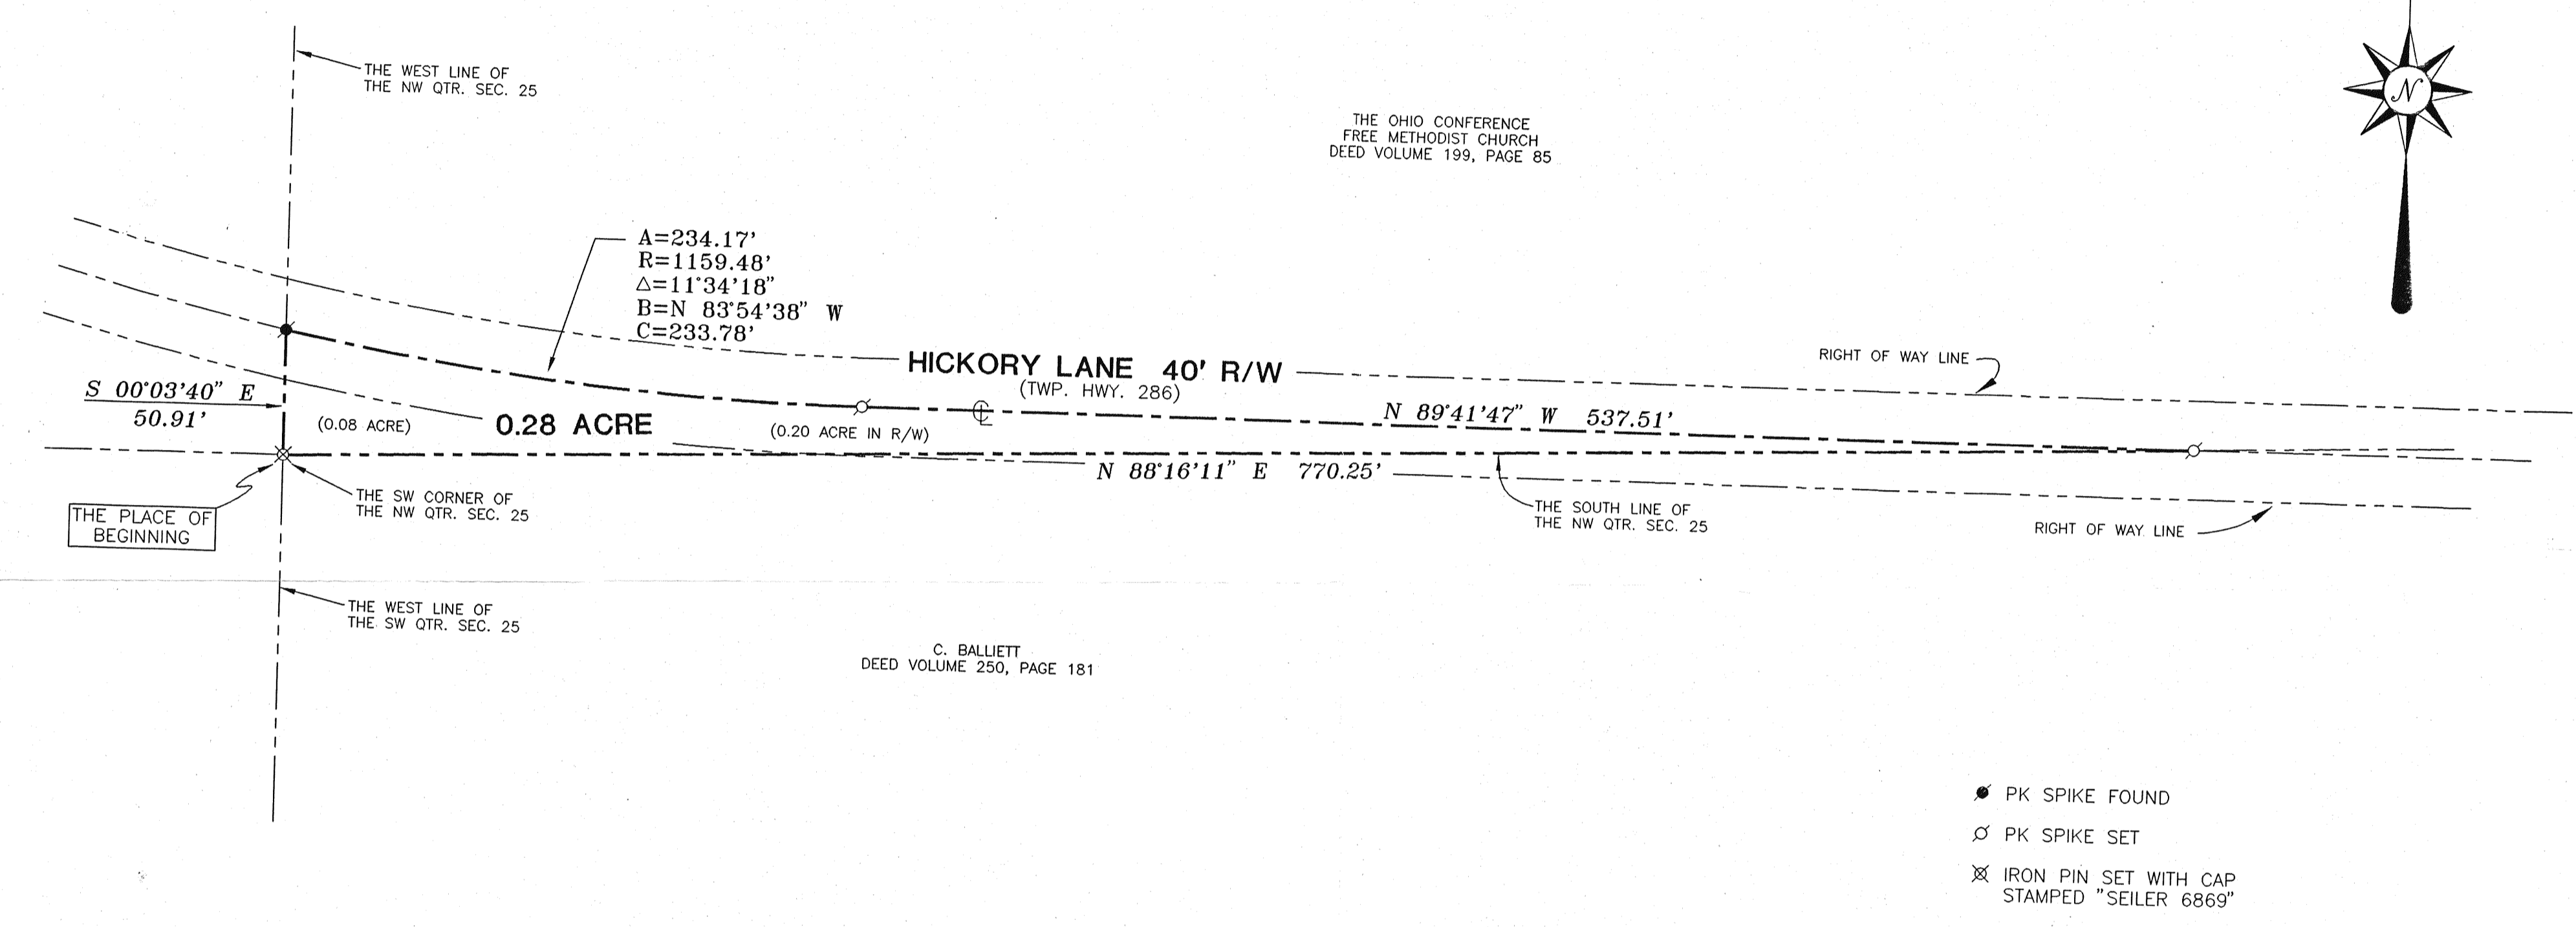 THE WEST LINE OF
THE NW QTR. SEC. 25
THE OHIO CONFERENCE
FREE METHODIST CHURCH
DEED VOLUME 199, PAGE 85
N
A=234.17'
R=1159.48'
△=11°34'18"
B=N 83°54'38" W
C=233.78'
HICKORY LANE 40' R/W
(TWP. HWY. 286)
RIGHT OF WAY LINE
S 00°03'40" E
50.91'
(0.08 ACRE)
0.28 ACRE
(0.20 ACRE IN R/W)
℄
N 89°41'47" W 537.51'
N 88°16'11" E 770.25'
THE PLACE OF
BEGINNING
THE SW CORNER OF
THE NW QTR. SEC. 25
THE SOUTH LINE OF
THE NW QTR. SEC. 25
RIGHT OF WAY LINE
THE WEST LINE OF
THE SW QTR. SEC. 25
C. BALLIETT
DEED VOLUME 250, PAGE 181
PK SPIKE FOUND
PK SPIKE SET
IRON PIN SET WITH CAP
STAMPED "SEILER 6869"